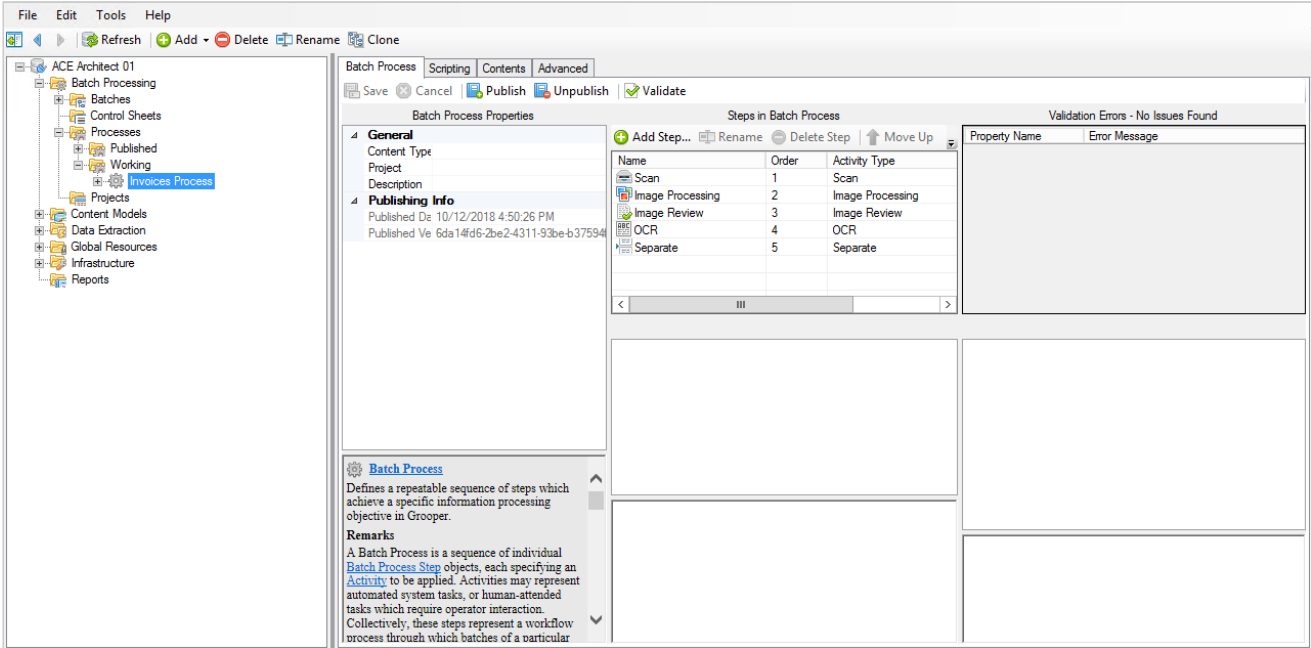 File Edit Tools Help
Refresh Add Delete Rename Clone
ACE Architect 01
Batch Processing
Batches
Control Sheets
Processes
Published
Working
Invoices Process
Projects
Content Models
Data Extraction
Global Resources
Infrastructure
Reports
Batch Process Scripting Contents Advanced
Save Cancel Publish Unpublish Validate
Batch Process Properties
General
Content Type
Project
Description
Publishing Info
Published Da 10/12/2018 4:50:26 PM
Published Ve 6da14fd6-2be2-4311-93be-b37594f
Batch Process
Defines a repeatable sequence of steps which
achieve a specific information processing
objective in Grooper.
Remarks
A Batch Process is a sequence of individual
Batch Process Step objects, each specifying an
Activity to be applied. Activities may represent
automated system tasks, or human-attended
tasks which require operator interaction.
Collectively, these steps represent a workflow
process through which batches of a particular
Steps in Batch Process
Add Step... Rename Delete Step Move Up
Name Order Activity Type
Scan 1 Scan
Image Processing 2 Image Processing
Image Review 3 Image Review
OCR 4 OCR
Separate 5 Separate
Validation Errors - No Issues Found
Property Name Error Message